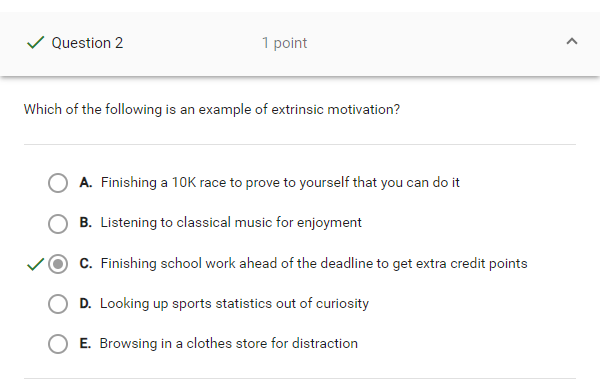 Question 2 1 point
Which of the following is an example of extrinsic motivation?
A. Finishing a 10K race to prove to yourself that you can do it
B. Listening to classical music for enjoyment
C. Finishing school work ahead of the deadline to get extra credit points
D. Looking up sports statistics out of curiosity
E. Browsing in a clothes store for distraction